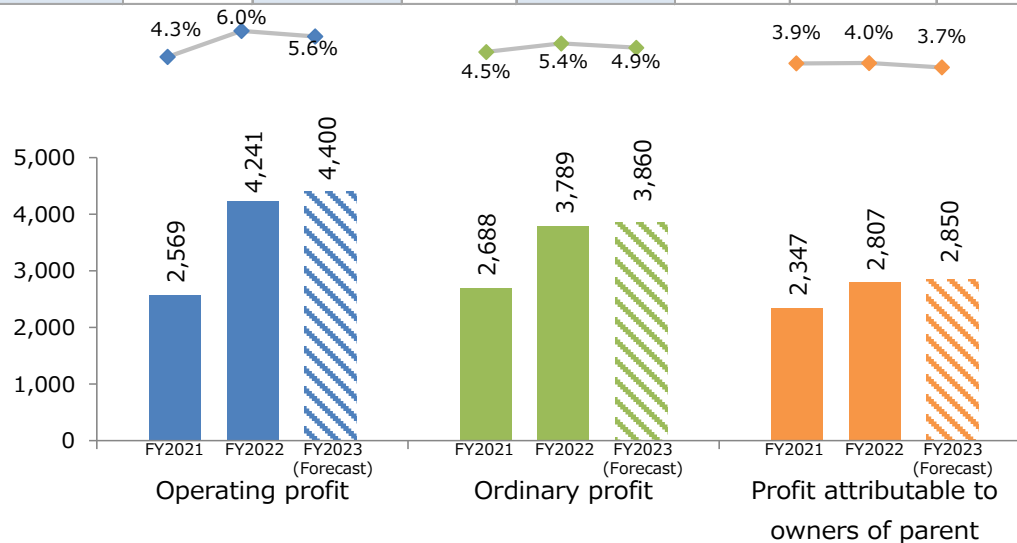 4.3%
6.0%
5.6%
4.5%
5.4%
4.9%
3.9%
4.0%
3.7%
5,000
4,000
3,000
2,000
1,000
0
2,569
4,241
4,400
2,688
3,789
3,860
2,347
2,807
2,850
FY2021 FY2022 FY2023
(Forecast)
FY2021 FY2022 FY2023
(Forecast)
FY2021 FY2022 FY2023
(Forecast)
Operating profit
Ordinary profit
Profit attributable to
owners of parent